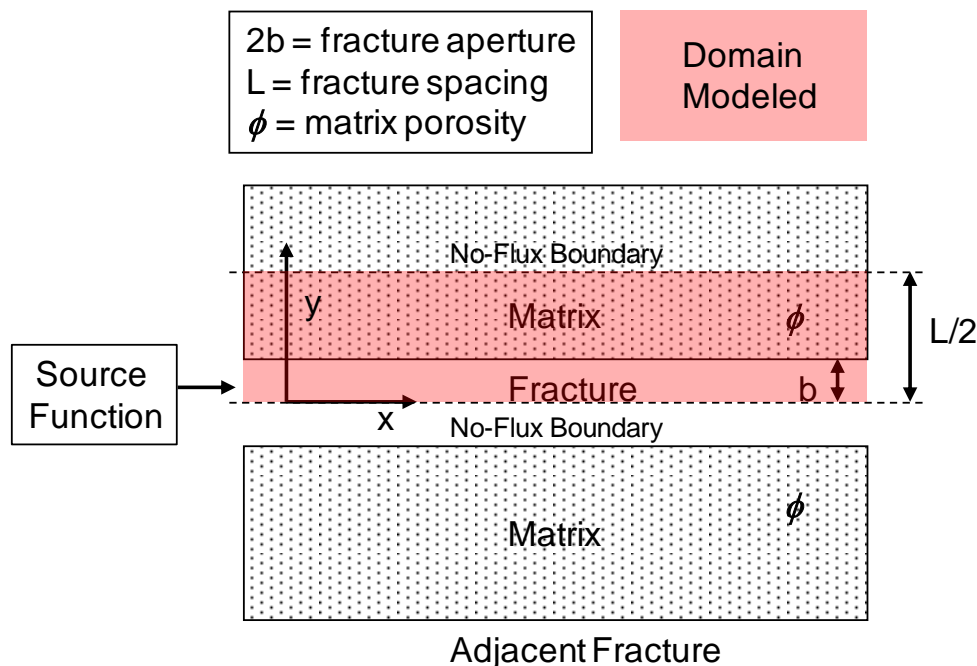 2b = fracture aperture
L = fracture spacing
ϕ = matrix porosity
Domain
Modeled
No-Flux Boundary
y
Matrix
ϕ
L/2
Source
Function
Fracture
b
x
No-Flux Boundary
ϕ
Matrix
Adjacent Fracture